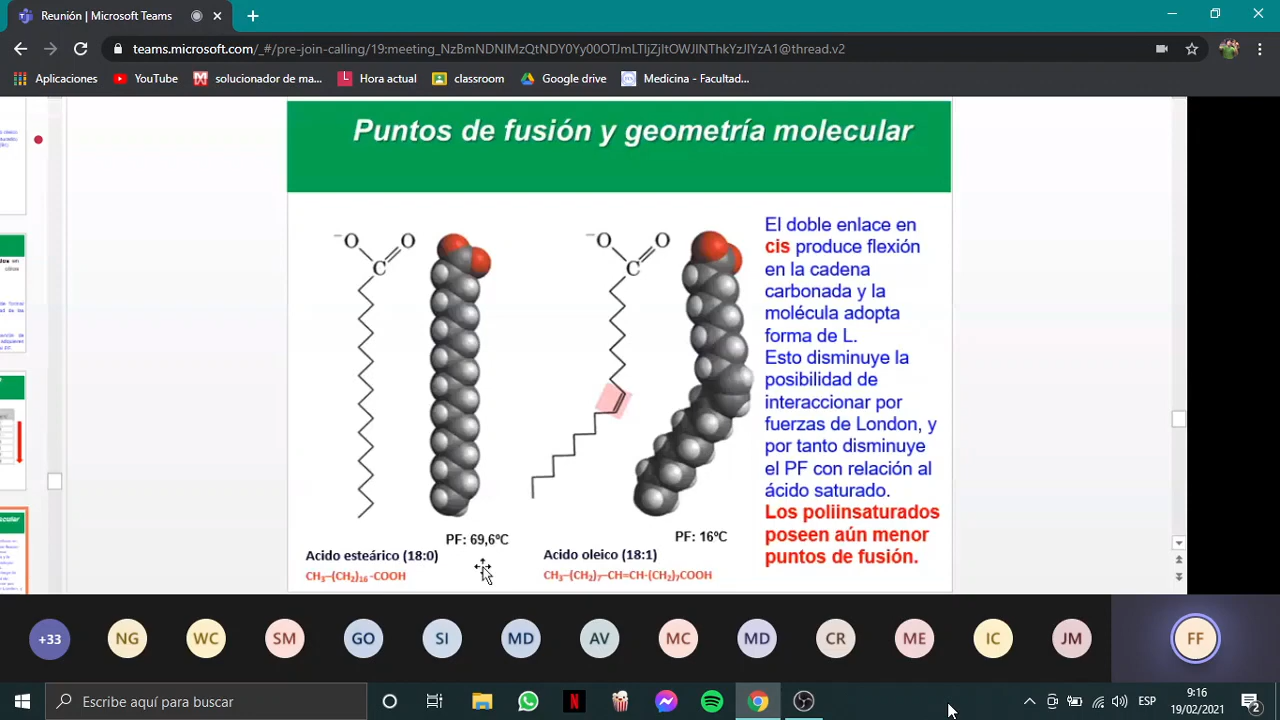 Reunión | Microsoft Teams
teams.microsoft.com/_#/pre-join-calling/19:meeting_NzBmNDNlMzQtNDY0Yy00OTJmLTljZjItOWJlNThkYzJlYzA1@thread.v2
Aplicaciones YouTube solucionador de ma... Hora actual classroom Google drive Medicina - Facultad...
Puntos de fusión y geometría molecular
⁻O O
C
⁻O O
C
El doble enlace en
cis produce flexión
en la cadena
carbonada y la
molécula adopta
forma de L.
Esto disminuye la
posibilidad de
interaccionar por
fuerzas de London, y
por tanto disminuye
el PF con relación al
ácido saturado.
Los poliinsaturados
poseen aún menor
puntos de fusión.
PF: 69,6ºC
Acido esteárico (18:0)
CH₃–(CH₂)₁₆-COOH
PF: 16ºC
Acido oleico (18:1)
CH₃–(CH₂)₇–CH=CH-(CH₂)₇COOH
+33 NG WC SM GO SI MD AV MC MD CR ME IC JM FF
Escribe aquí para buscar
ESP
9:16
19/02/2021
2